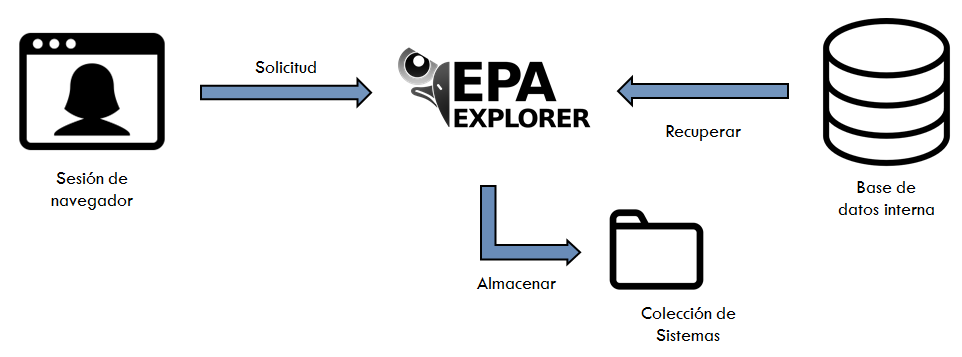 Solicitud
EPA
EXPLORER
Recuperar
Sesión de
navegador
Base de
datos interna
Almacenar
Colección de
Sistemas